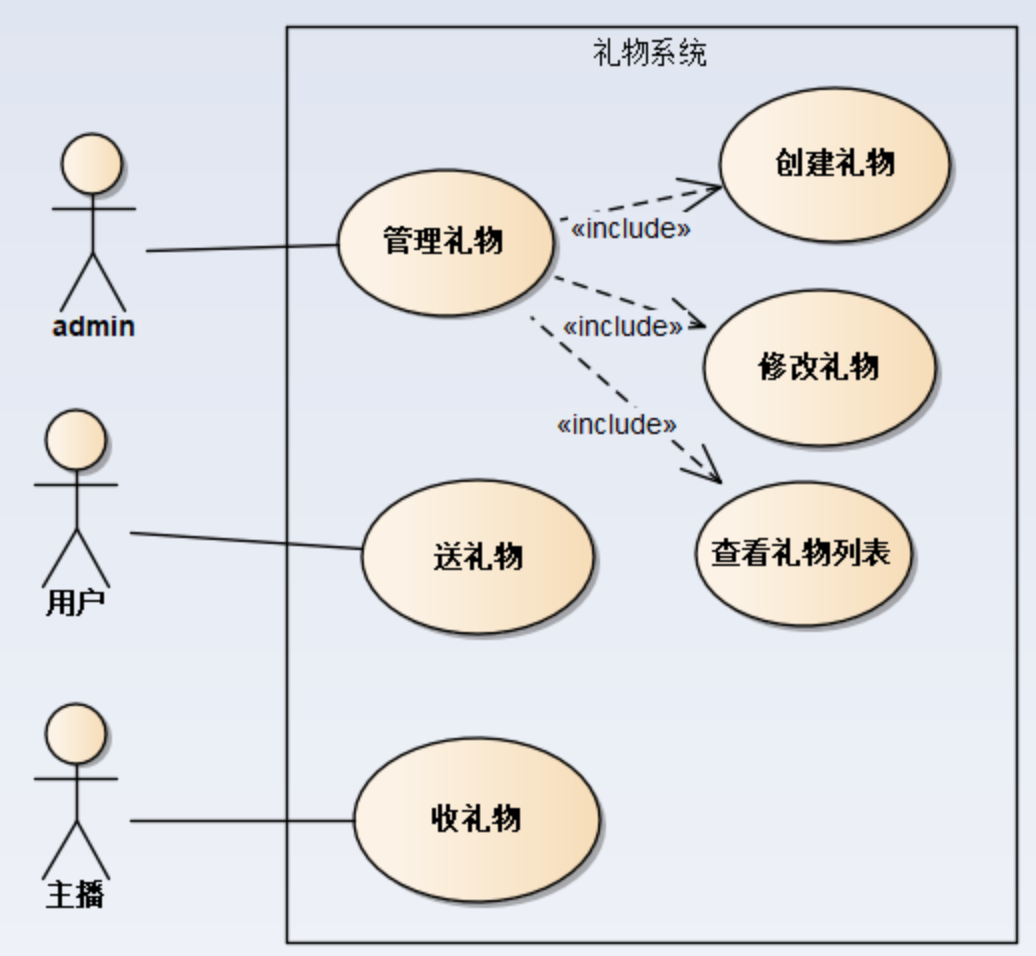 礼物系统
创建礼物
管理礼物
«include»
admin
«include»
修改礼物
«include»
送礼物
查看礼物列表
用户
收礼物
主播